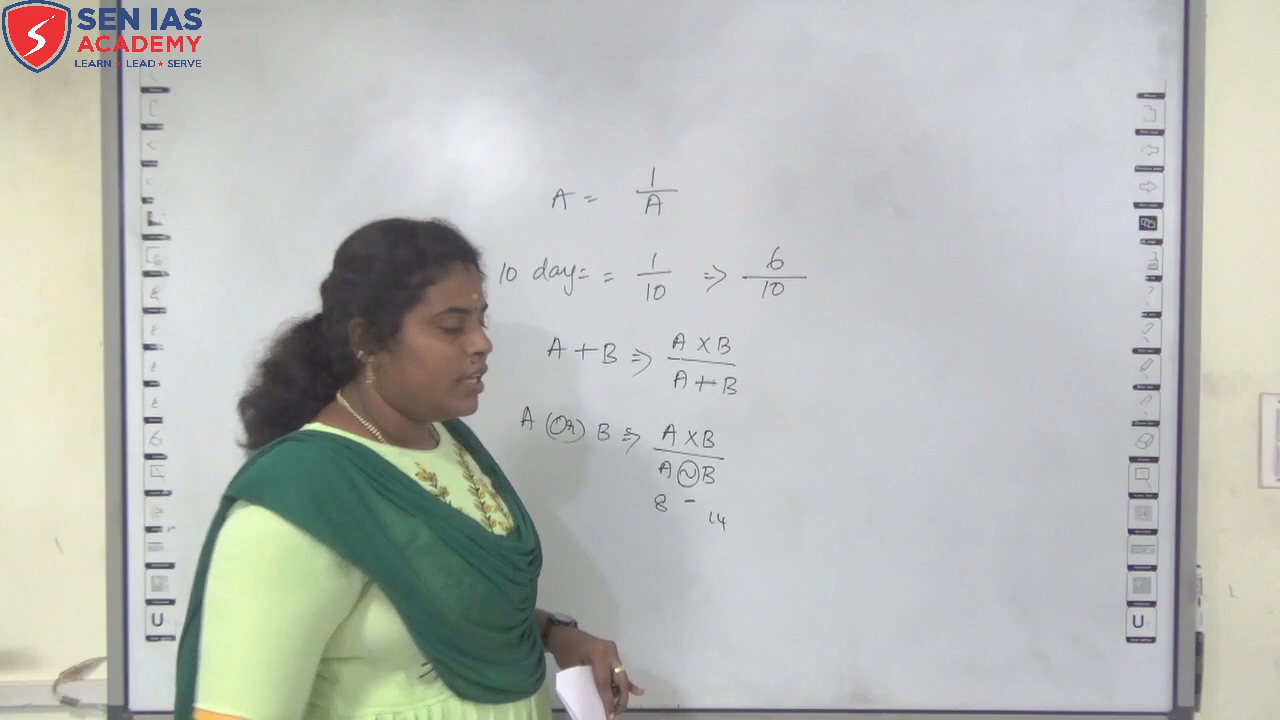 SEN IAS
ACADEMY
LEARN ★ LEAD ★ SERVE
A = 1/A
10 day = = 1/10 => 6/10
A + B => A X B / A + B
A (Or) B => A X B / A ~ B
8 - 14
U
U